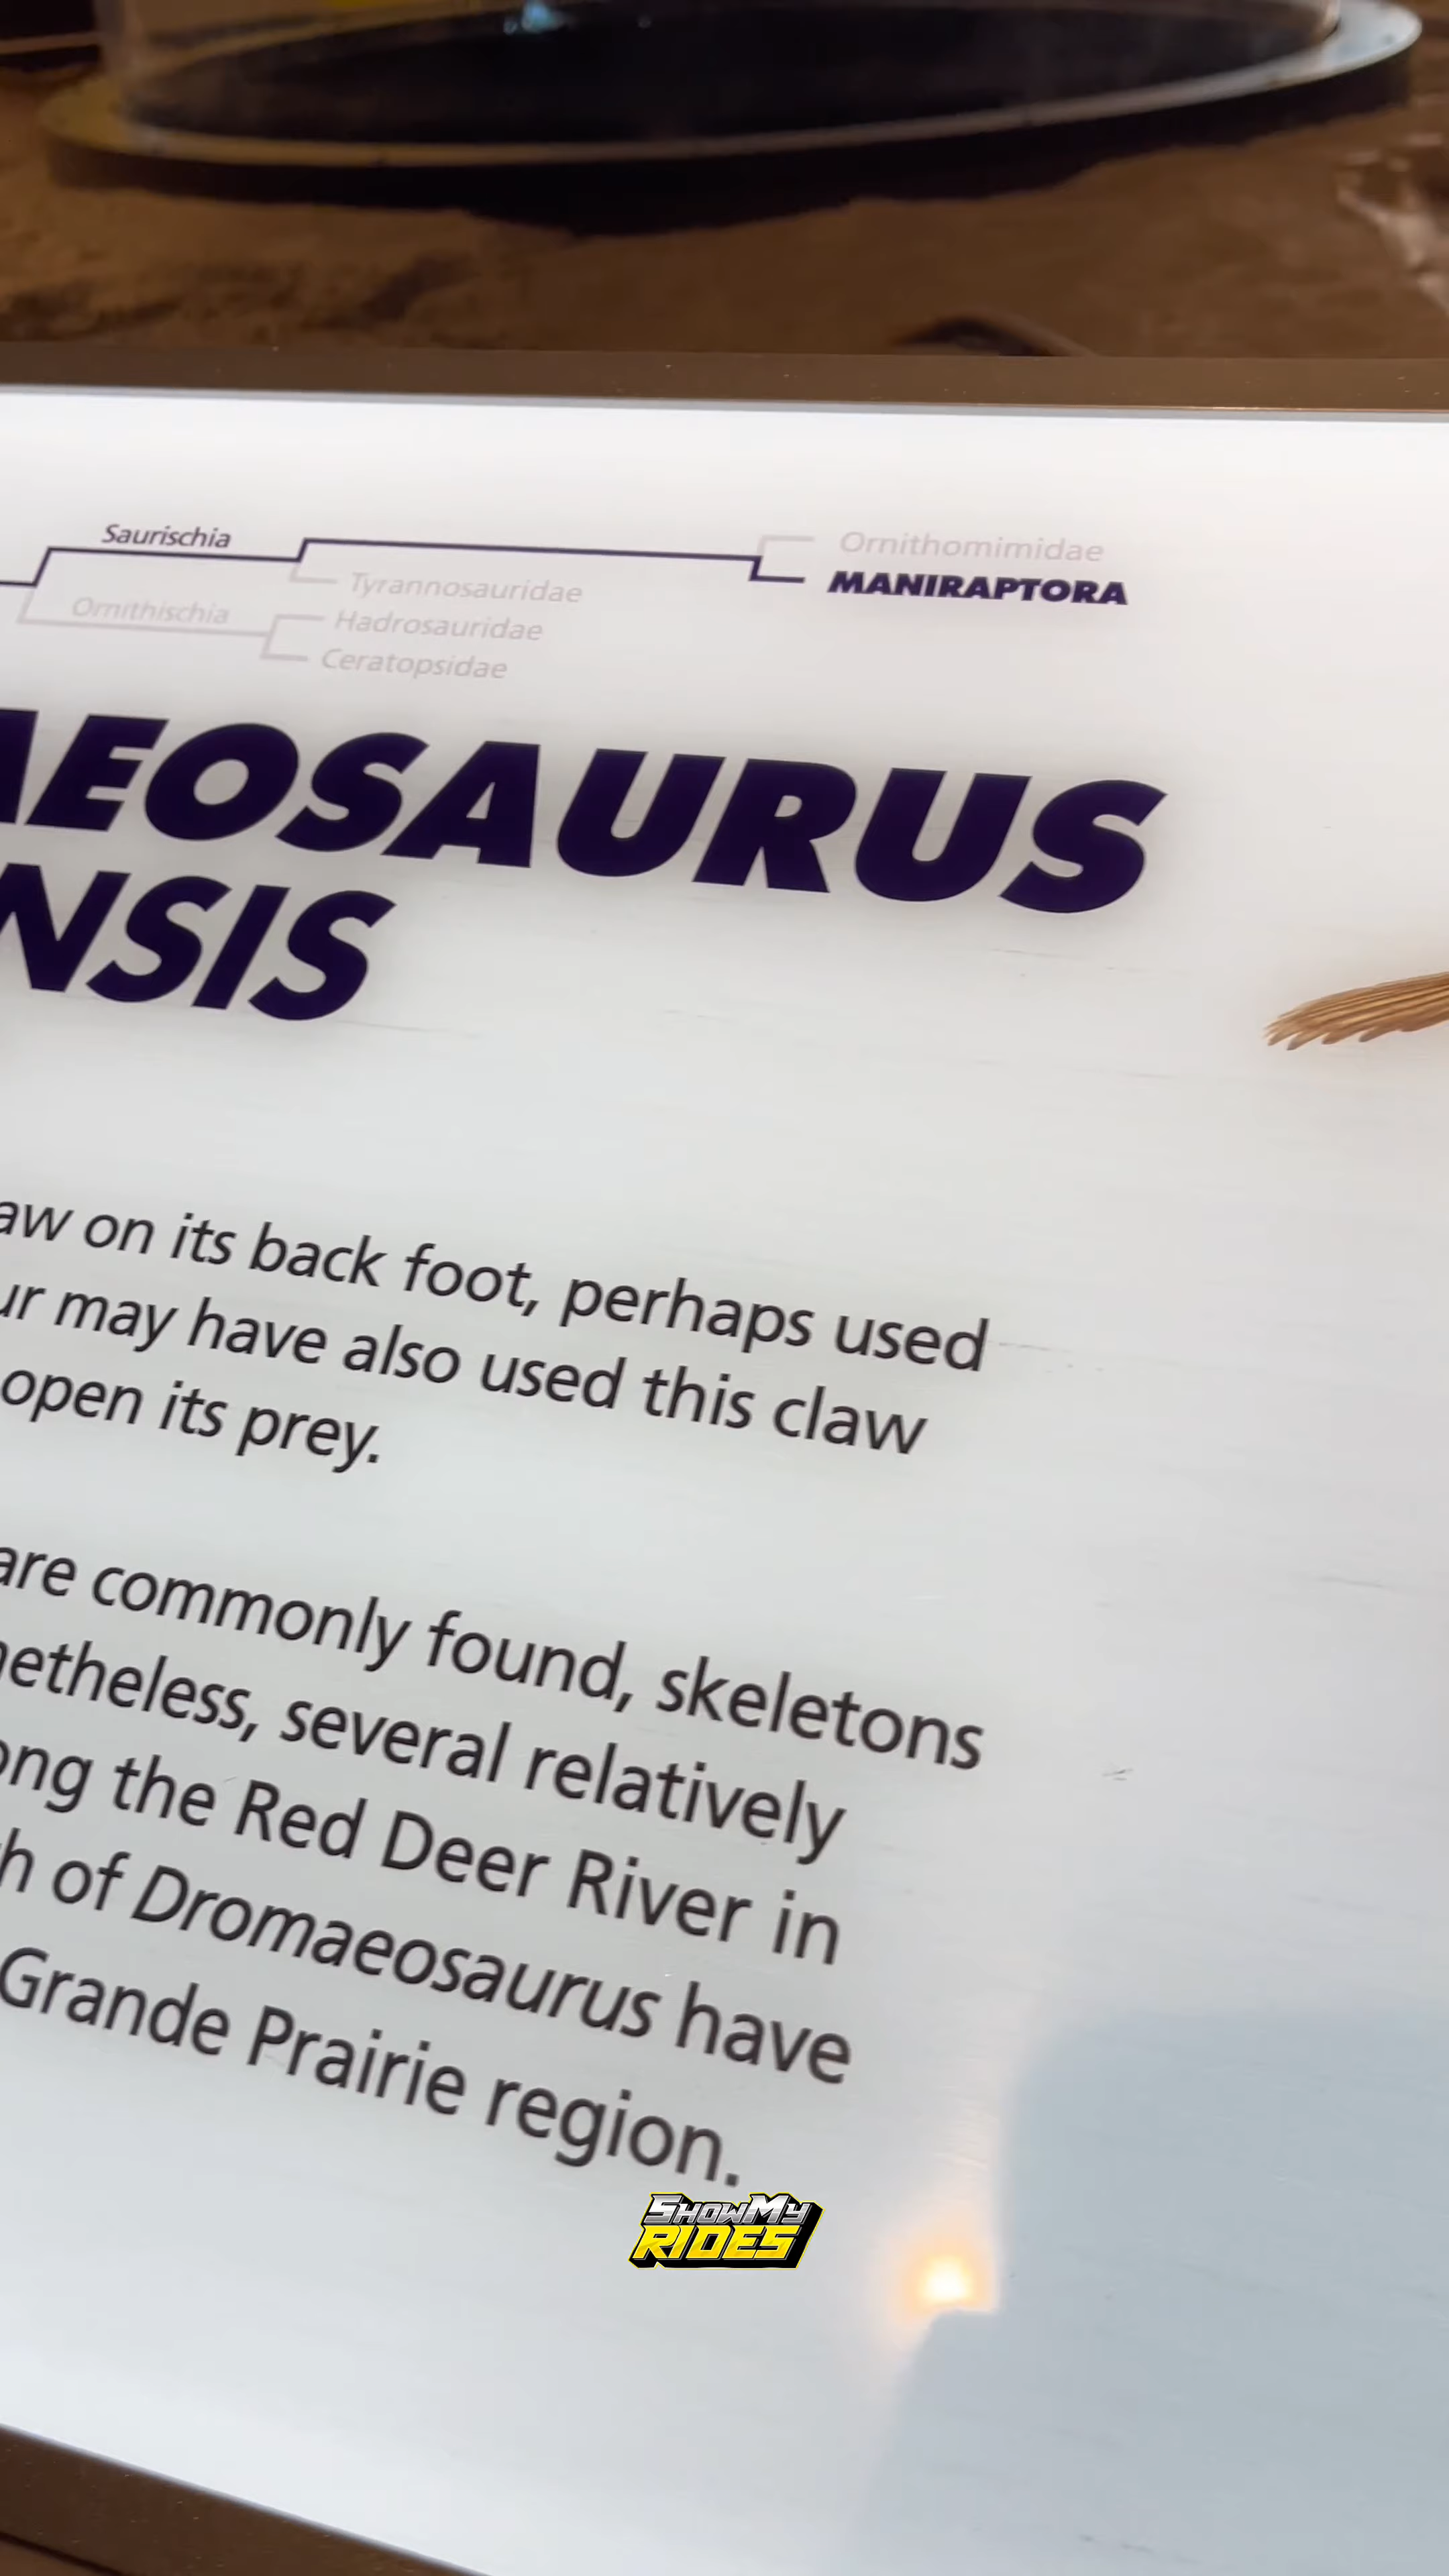 Saurischia
Ornithomimidae
MANIRAPTORA
Tyrannosauridae
Ornithischia
Hadrosauridae
Ceratopsidae
AEOSAURUS
NSIS
aw on its back foot, perhaps used
ur may have also used this claw
open its prey.
are commonly found, skeletons
netheless, several relatively
ong the Red Deer River in
h of Dromaeosaurus have
Grande Prairie region.
SHOWMY
RIDES